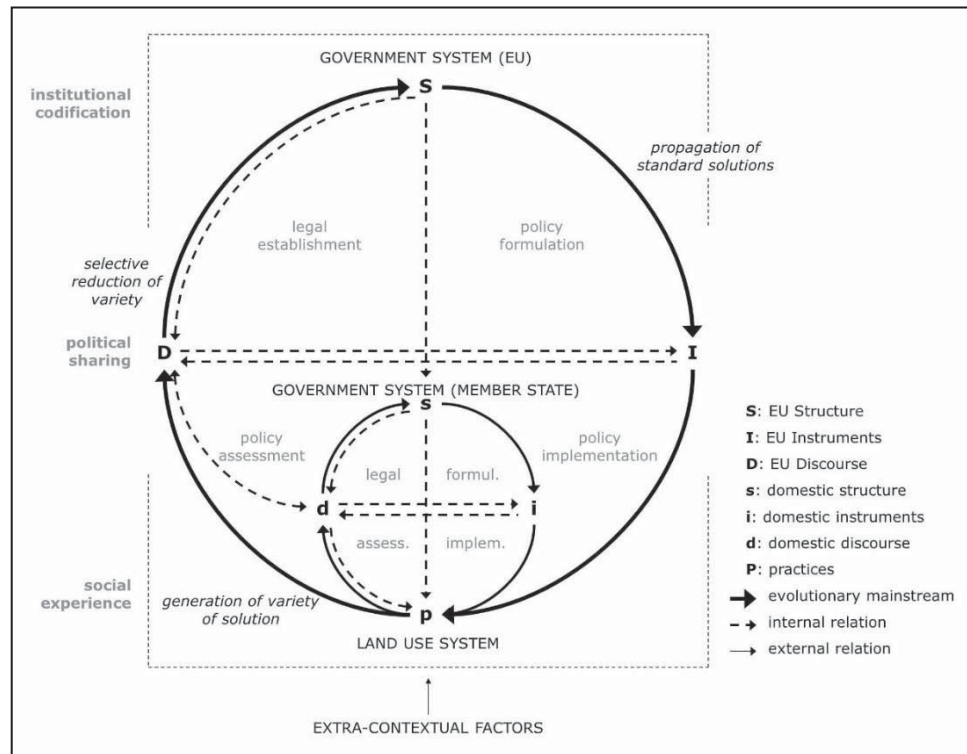 GOVERNMENT SYSTEM (EU)
S
institutional
codification
propagation of
standard solutions
legal
establishment
policy
formulation
selective
reduction of
variety
political
sharing
D
I
GOVERNMENT SYSTEM (MEMBER STATE)
s
policy
assessment
policy
implementation
legal
formul.
d
i
assess.
implem.
social
experience
generation of variety
of solution
p
LAND USE SYSTEM
EXTRA-CONTEXTUAL FACTORS
S: EU Structure
I: EU Instruments
D: EU Discourse
s: domestic structure
i: domestic instruments
d: domestic discourse
P: practices
evolutionary mainstream
internal relation
external relation